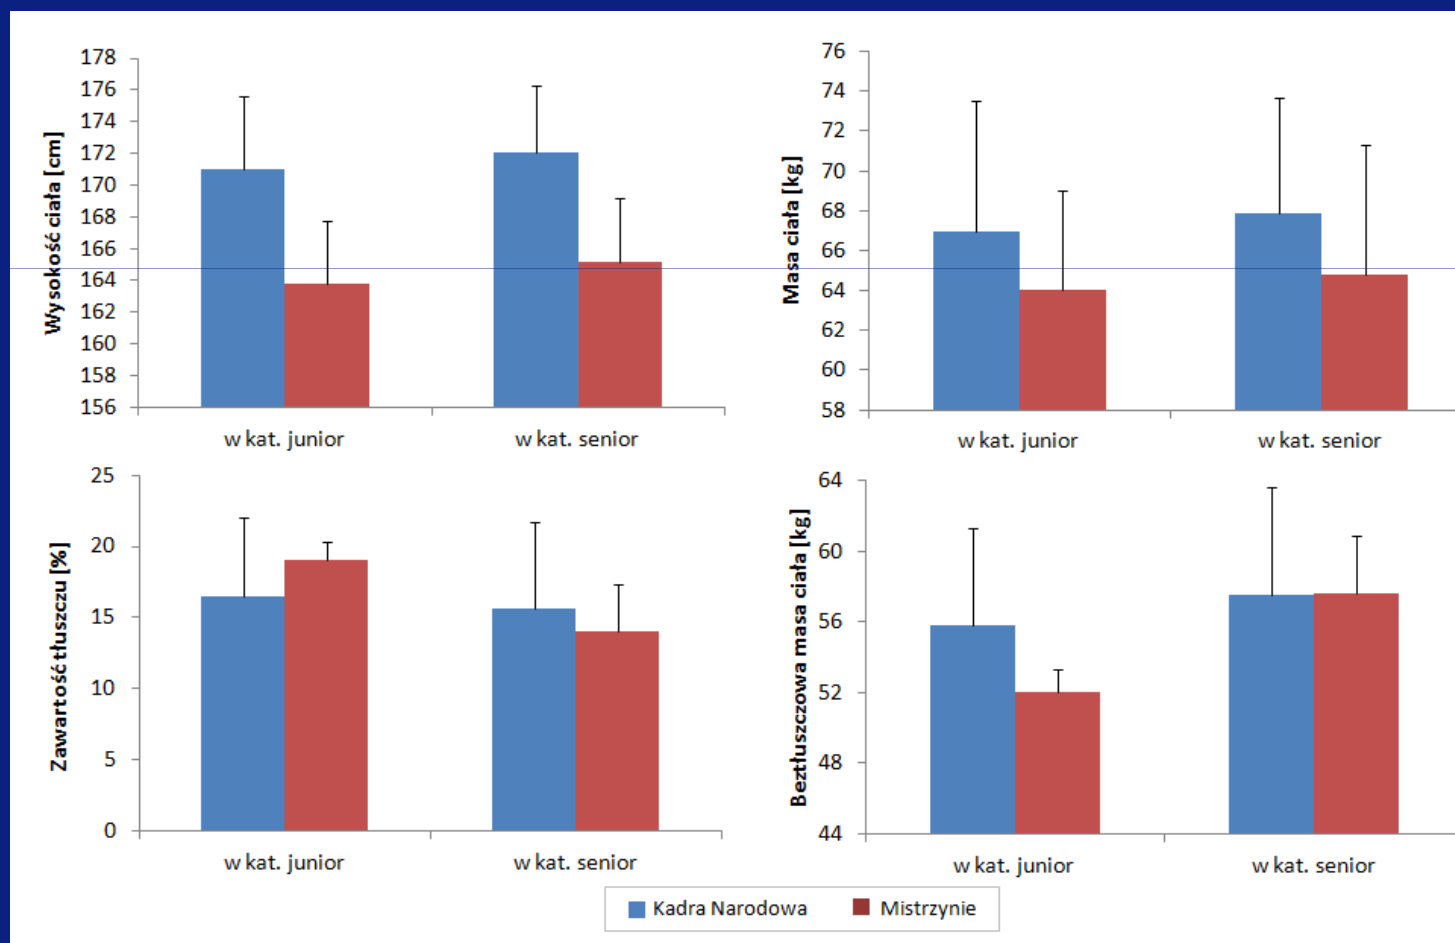 Wysokość ciała [cm]
178
176
174
172
170
168
166
164
162
160
158
156
w kat. junior
w kat. senior
Masa ciała [kg]
76
74
72
70
68
66
64
62
60
58
w kat. junior
w kat. senior
Zawartość tłuszczu [%]
25
20
15
10
5
0
w kat. junior
w kat. senior
Beztłuszczowa masa ciała [kg]
64
60
56
52
48
44
w kat. junior
w kat. senior
Kadra Narodowa
Mistrzynie